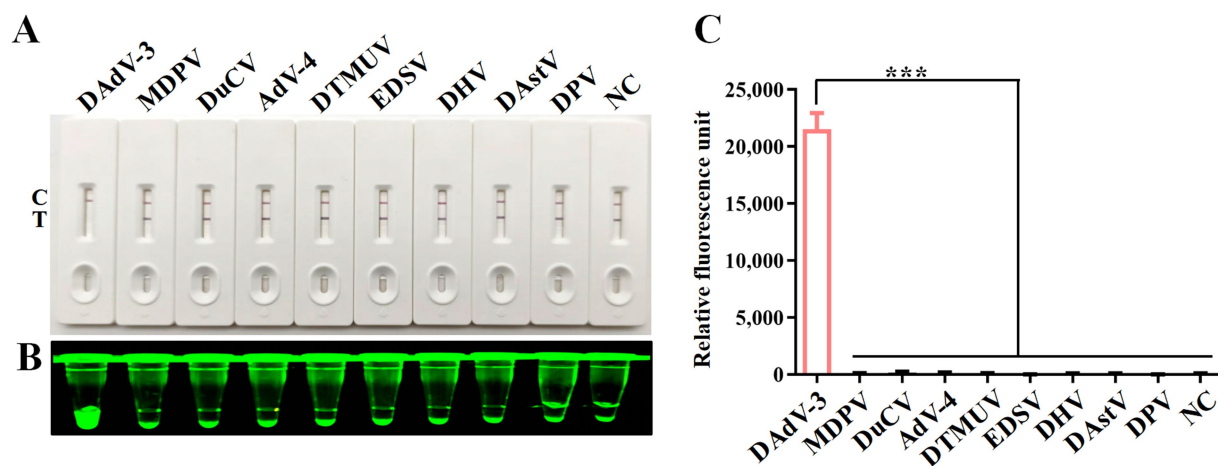 A
DAdV-3 MDPV DuCV AdV-4 DTMUV EDSV DHV DAstV DPV NC
C
T
B
C
***
25,000
20,000
15,000
10,000
5,000
0
Relative fluorescence unit
DAdV-3 MDPV DuCV AdV-4 DTMUV EDSV DHV DAstV DPV NC